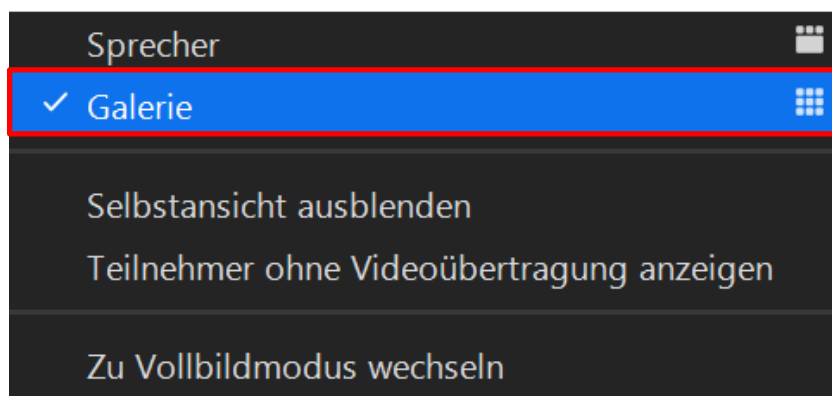 Sprecher
Galerie
Selbstansicht ausblenden
Teilnehmer ohne Videoübertragung anzeigen
Zu Vollbildmodus wechseln